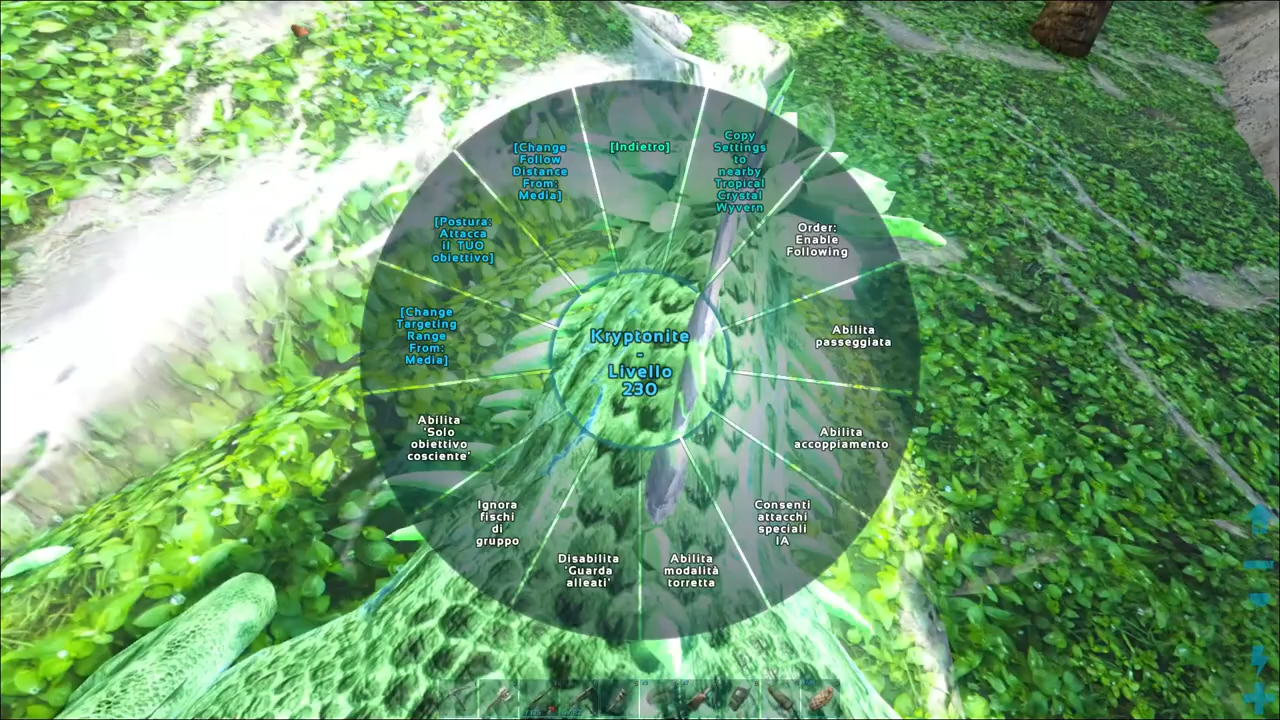 [Indietro]
Copy
Settings
to
nearby
Tropical
Crystal
Wyvern
Order:
Enable
Following
Abilita
passeggiata
Abilita
accoppiamento
Consenti
attacchi
speciali
IA
Abilita
modalità
torretta
Disabilita
'Guarda
alleati'
Ignora
fischi
di
gruppo
Abilita
'Solo
obiettivo
cosciente'
[Change
Targeting
Range
From:
Media]
[Postura:
Attacca
il TUO
obiettivo]
[Change
Follow
Distance
From:
Media]
Kryptonite
-
Livello
230